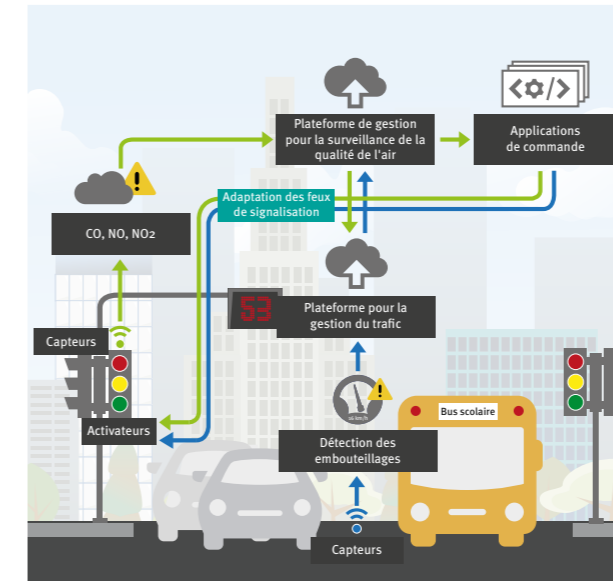 </>
Plateforme de gestion
pour la surveillance de la
qualité de l'air
Applications
de commande
Adaptation des feux
de signalisation
CO, NO, NO2
53
Plateforme pour la
gestion du trafic
Capteurs
Activateurs
Bus scolaire
Détection des
embouteillages
Capteurs